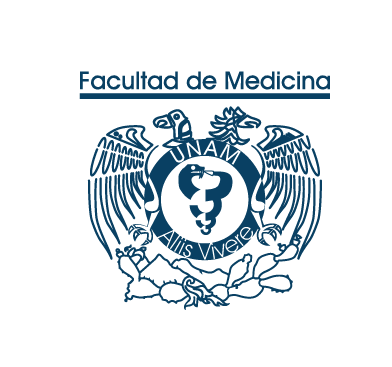 Facultad de Medicina
UNAM
Aliis Vivere